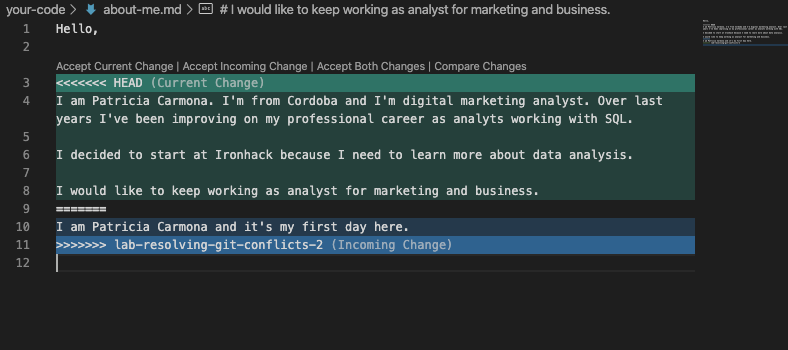 your-code > about-me.md > abc # I would like to keep working as analyst for marketing and business.
1 Hello,
2
Accept Current Change | Accept Incoming Change | Accept Both Changes | Compare Changes
3 <<<<<<< HEAD (Current Change)
4 I am Patricia Carmona. I'm from Cordoba and I'm digital marketing analyst. Over last
years I've been improving on my professional career as analyts working with SQL.
5
6 I decided to start at Ironhack because I need to learn more about data analysis.
7
8 I would like to keep working as analyst for marketing and business.
9 =======
10 I am Patricia Carmona and it's my first day here.
11 >>>>>>> lab-resolving-git-conflicts-2 (Incoming Change)
12